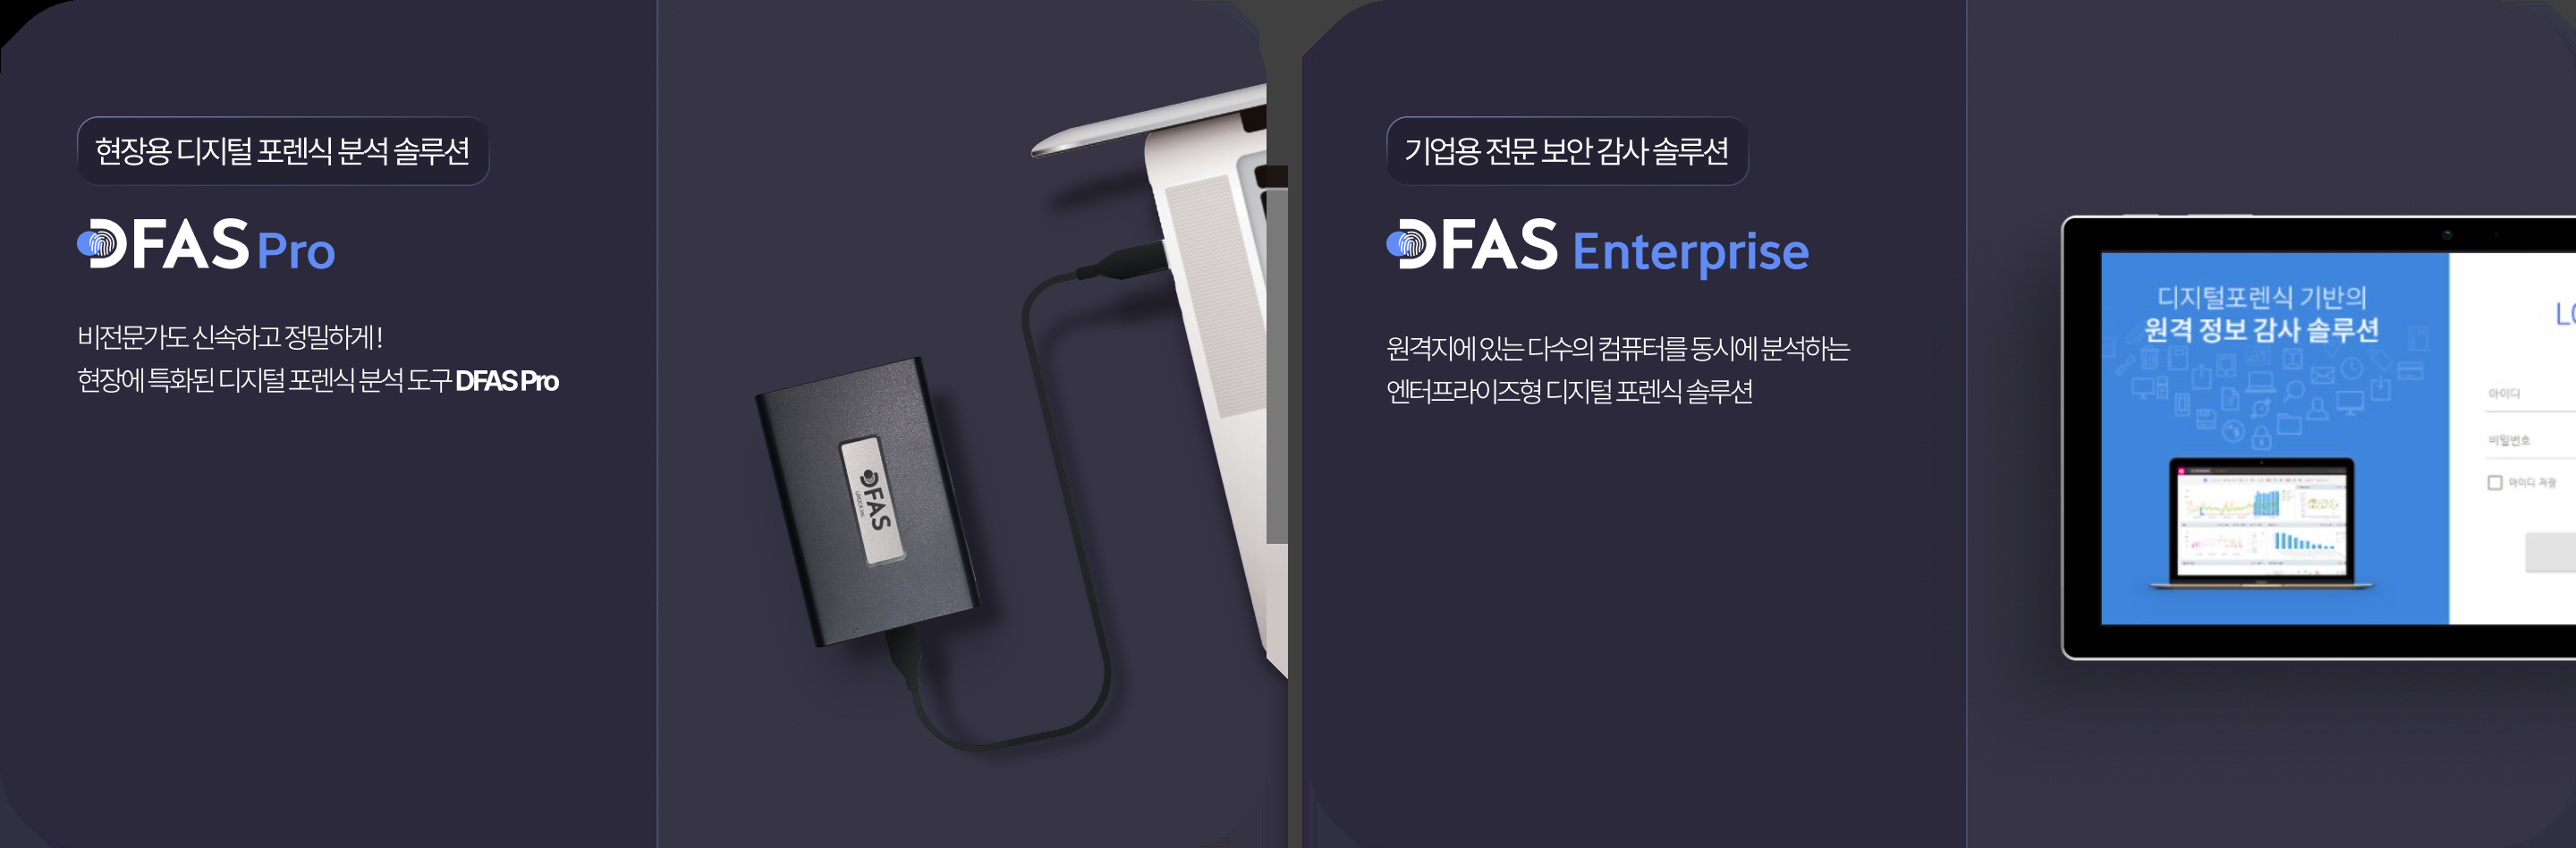 현장용 디지털 포렌식 분석 솔루션
DFAS Pro
비전문가도 신속하고 정밀하게!
현장에 특화된 디지털 포렌식 분석 도구 DFAS Pro
DFAS
기업용 전문 보안 감사 솔루션
DFAS Enterprise
원격지에 있는 다수의 컴퓨터를 동시에 분석하는
엔터프라이즈형 디지털 포렌식 솔루션
디지털포렌식 기반의
원격 정보 감사 솔루션
아이디
비밀번호
아이디 저장